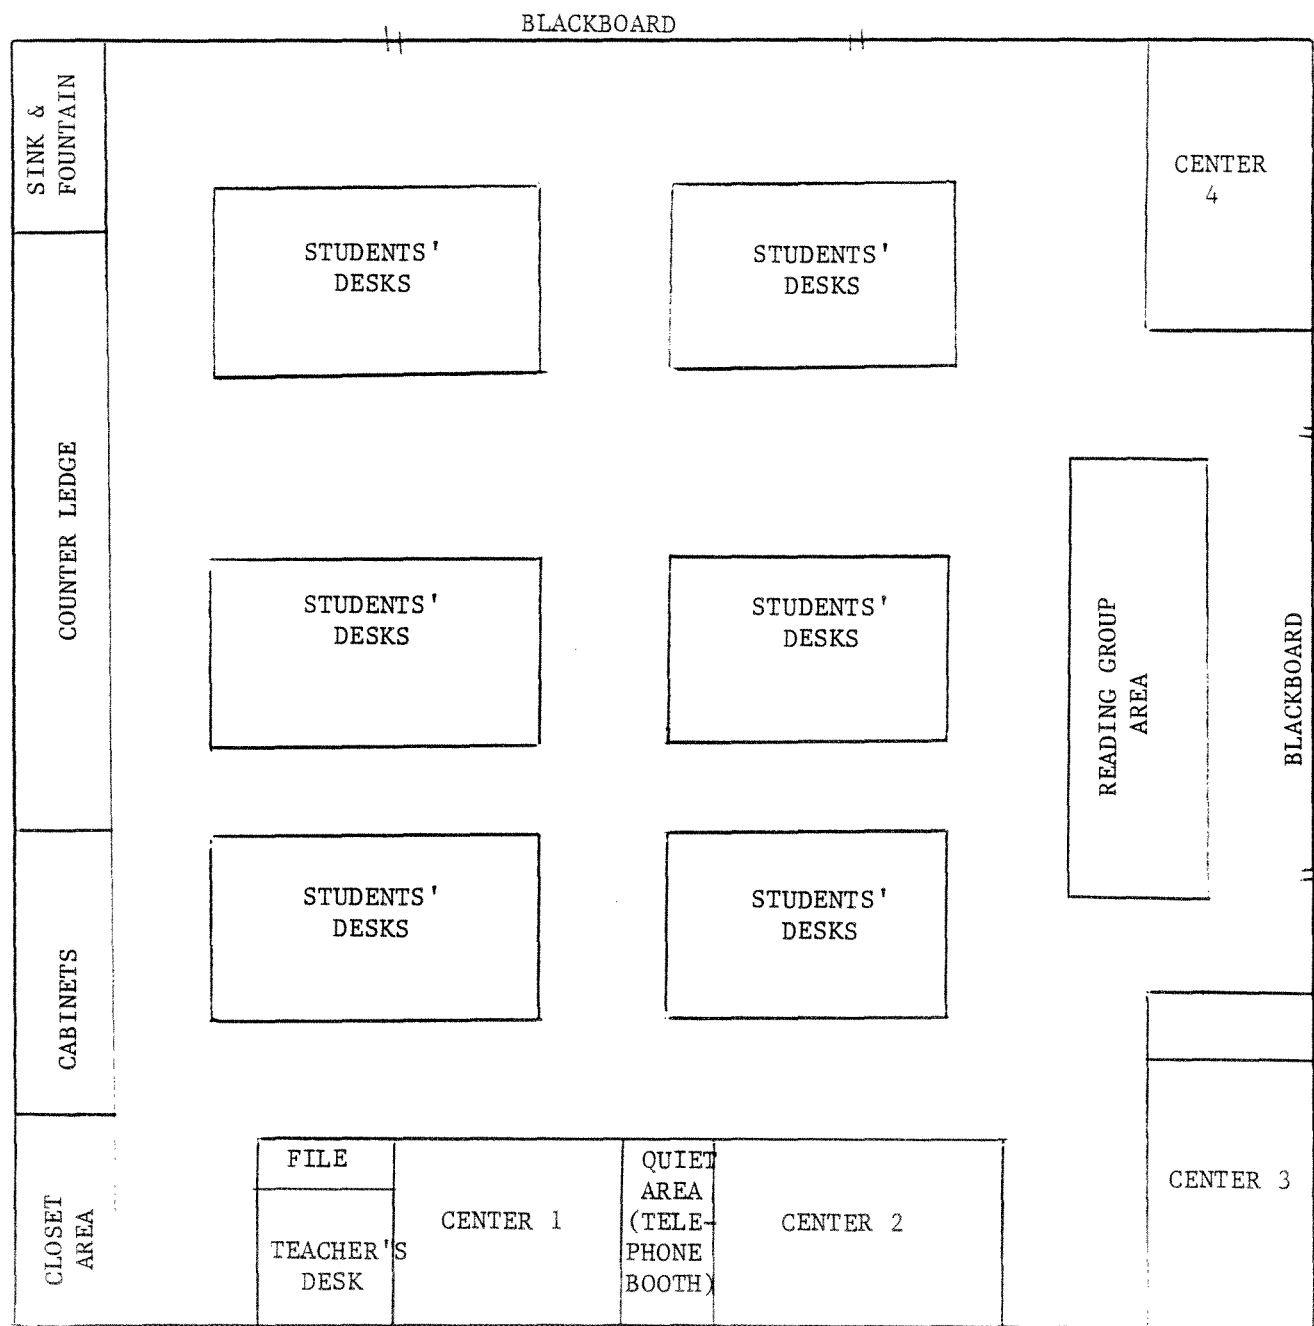 BLACKBOARD
SINK &
FOUNTAIN
CENTER
4
STUDENTS'
DESKS
STUDENTS'
DESKS
COUNTER LEDGE
STUDENTS'
DESKS
STUDENTS'
DESKS
READING GROUP
AREA
BLACKBOARD
STUDENTS'
DESKS
STUDENTS'
DESKS
CABINETS
CLOSET
AREA
FILE
TEACHER"S
DESK
CENTER 1
QUIET
AREA
(TELE-
PHONE
BOOTH)
CENTER 2
CENTER 3